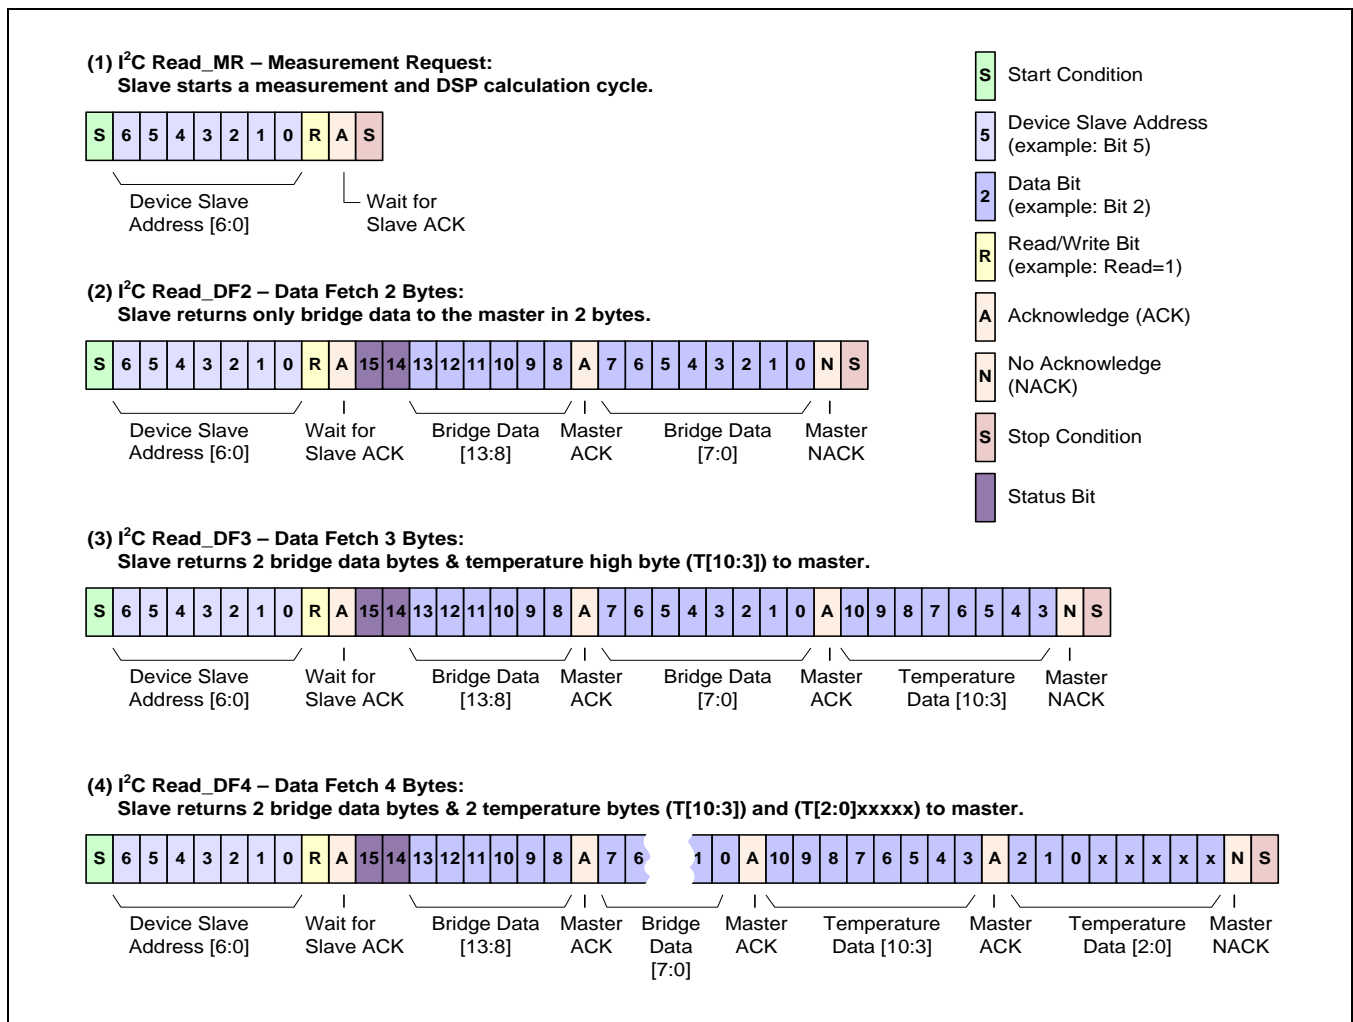 (1) I²C Read_MR – Measurement Request:
Slave starts a measurement and DSP calculation cycle.
S 6 5 4 3 2 1 0 R A S
Device Slave
Address [6:0]
Wait for
Slave ACK
S Start Condition
5 Device Slave Address
(example: Bit 5)
2 Data Bit
(example: Bit 2)
R Read/Write Bit
(example: Read=1)
A Acknowledge (ACK)
N No Acknowledge
(NACK)
S Stop Condition
Status Bit
(2) I²C Read_DF2 – Data Fetch 2 Bytes:
Slave returns only bridge data to the master in 2 bytes.
S 6 5 4 3 2 1 0 R A 15 14 13 12 11 10 9 8 A 7 6 5 4 3 2 1 0 N S
Device Slave
Address [6:0]
Wait for
Slave ACK
Bridge Data
[13:8]
Master
ACK
Bridge Data
[7:0]
Master
NACK
(3) I²C Read_DF3 – Data Fetch 3 Bytes:
Slave returns 2 bridge data bytes & temperature high byte (T[10:3]) to master.
S 6 5 4 3 2 1 0 R A 15 14 13 12 11 10 9 8 A 7 6 5 4 3 2 1 0 A 10 9 8 7 6 5 4 3 N S
Device Slave
Address [6:0]
Wait for
Slave ACK
Bridge Data
[13:8]
Master
ACK
Bridge Data
[7:0]
Master
ACK
Temperature
Data [10:3]
Master
NACK
(4) I²C Read_DF4 – Data Fetch 4 Bytes:
Slave returns 2 bridge data bytes & 2 temperature bytes (T[10:3]) and (T[2:0]xxxxx) to master.
S 6 5 4 3 2 1 0 R A 15 14 13 12 11 10 9 8 A 7 6 1 0 A 10 9 8 7 6 5 4 3 A 2 1 0 x x x x x N S
Device Slave
Address [6:0]
Wait for
Slave ACK
Bridge Data
[13:8]
Master
ACK
Bridge
Data
[7:0]
Master
ACK
Temperature
Data [10:3]
Master
ACK
Temperature
Data [2:0]
Master
NACK